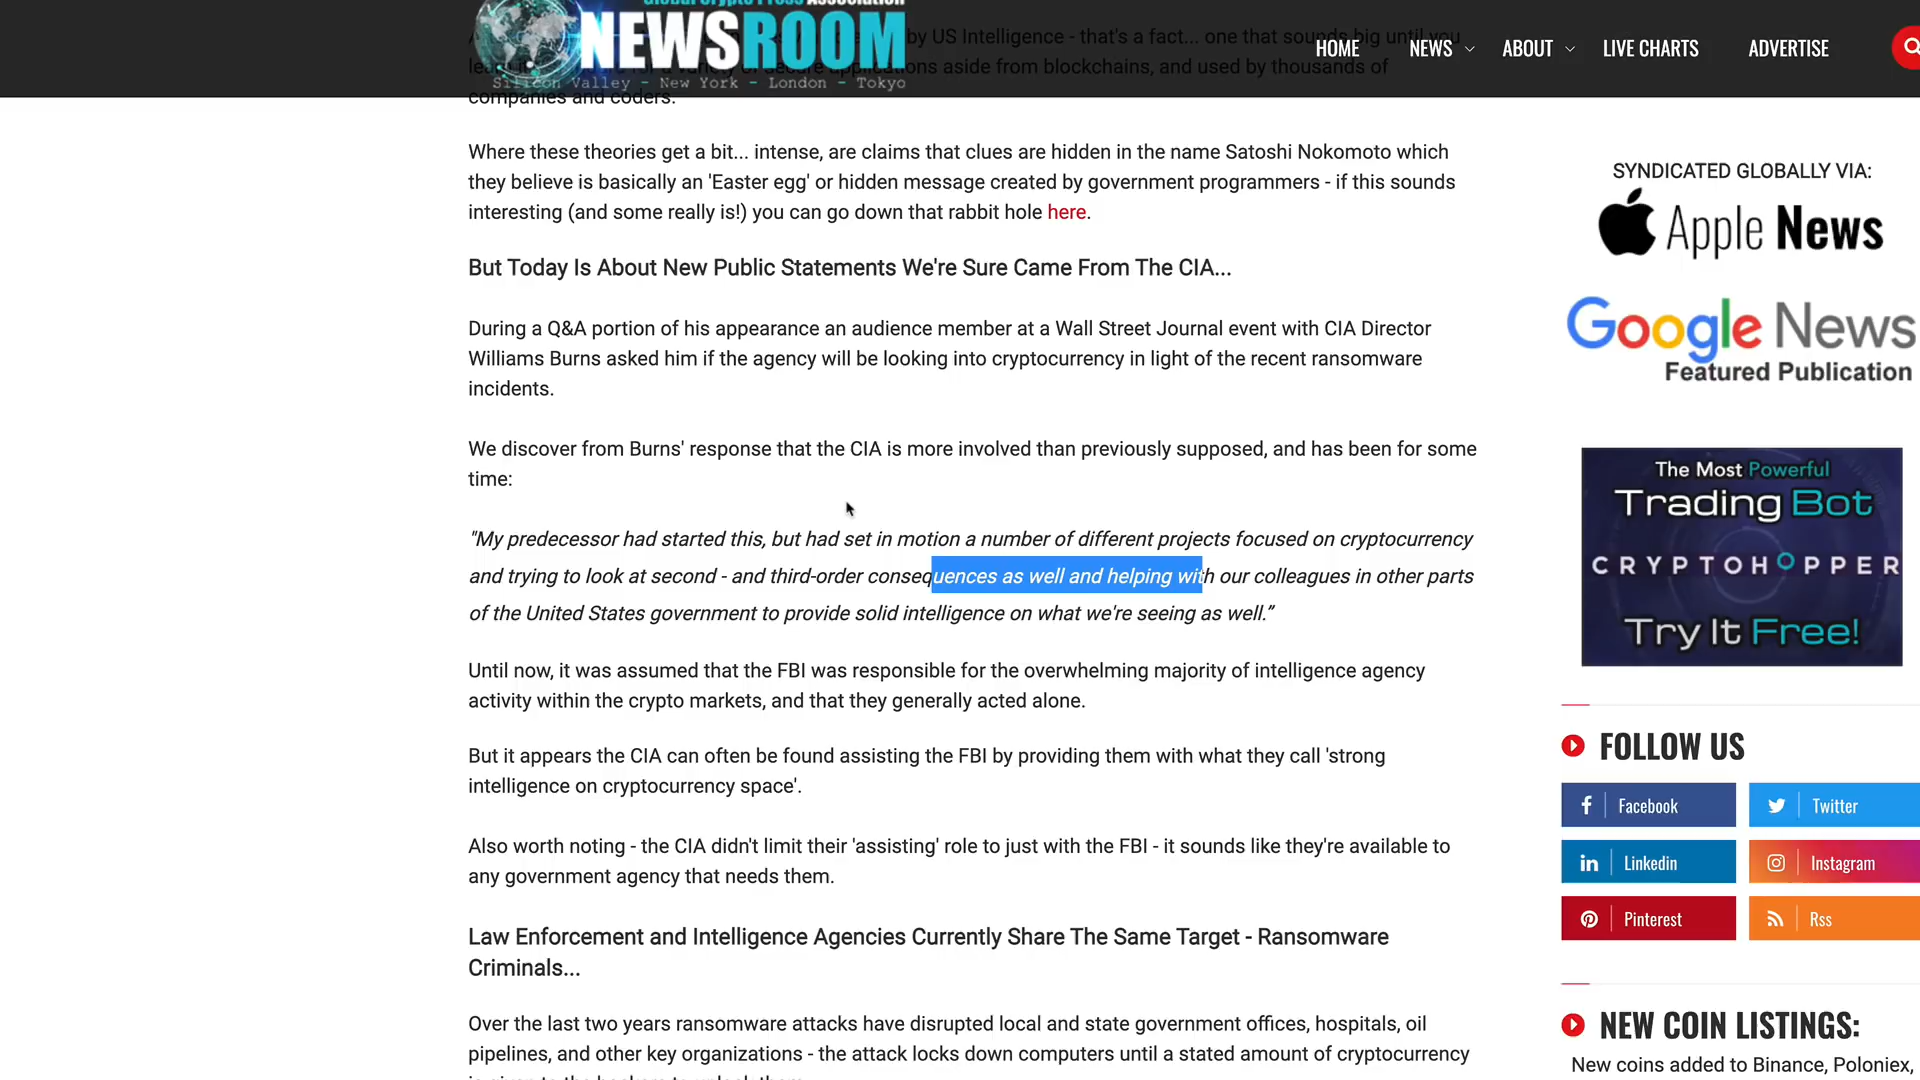 Global Crypto Press Association
NEWSROOM
Silicon Valley - New York - London - Tokyo
HOME
NEWS
ABOUT
LIVE CHARTS
ADVERTISE
by US Intelligence - that's a fact... one that sounds big until you
aside from blockchains, and used by thousands of
companies and coders.
Where these theories get a bit... intense, are claims that clues are hidden in the name Satoshi Nokomoto which
they believe is basically an 'Easter egg' or hidden message created by government programmers - if this sounds
interesting (and some really is!) you can go down that rabbit hole here.
But Today Is About New Public Statements We're Sure Came From The CIA...
During a Q&A portion of his appearance an audience member at a Wall Street Journal event with CIA Director
Williams Burns asked him if the agency will be looking into cryptocurrency in light of the recent ransomware
incidents.
We discover from Burns' response that the CIA is more involved than previously supposed, and has been for some
time:
"My predecessor had started this, but had set in motion a number of different projects focused on cryptocurrency
and trying to look at second - and third-order consequences as well and helping with our colleagues in other parts
of the United States government to provide solid intelligence on what we're seeing as well.”
Until now, it was assumed that the FBI was responsible for the overwhelming majority of intelligence agency
activity within the crypto markets, and that they generally acted alone.
But it appears the CIA can often be found assisting the FBI by providing them with what they call 'strong
intelligence on cryptocurrency space'.
Also worth noting - the CIA didn't limit their 'assisting' role to just with the FBI - it sounds like they're available to
any government agency that needs them.
Law Enforcement and Intelligence Agencies Currently Share The Same Target - Ransomware
Criminals...
Over the last two years ransomware attacks have disrupted local and state government offices, hospitals, oil
pipelines, and other key organizations - the attack locks down computers until a stated amount of cryptocurrency
SYNDICATED GLOBALLY VIA:
Apple News
Google News
Featured Publication
The Most Powerful
Trading Bot
CRYPTOHOPPER
Try It Free!
FOLLOW US
Facebook
Twitter
Linkedin
Instagram
Pinterest
Rss
NEW COIN LISTINGS:
New coins added to Binance, Poloniex,